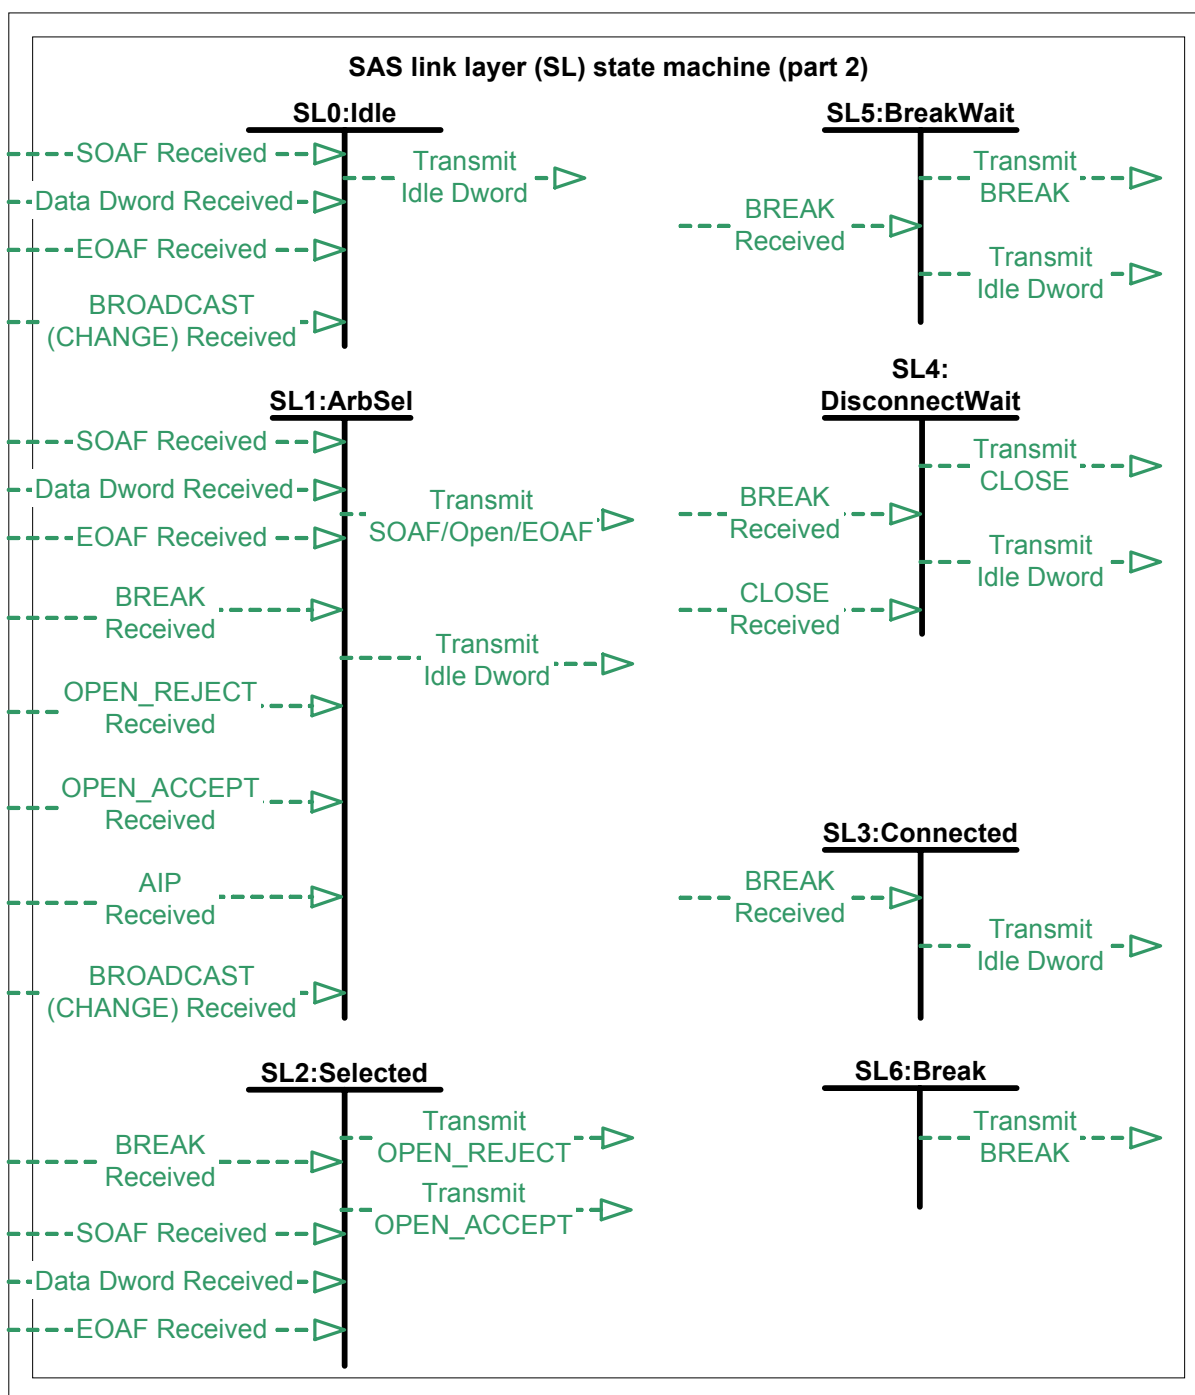 SAS link layer (SL) state machine (part 2)
SL0:Idle
SOAF Received
Data Dword Received
EOAF Received
BROADCAST
(CHANGE) Received
Transmit
Idle Dword
SL1:ArbSel
SOAF Received
Data Dword Received
EOAF Received
BREAK
Received
OPEN_REJECT
Received
OPEN_ACCEPT
Received
AIP
Received
BROADCAST
(CHANGE) Received
Transmit
SOAF/Open/EOAF
Transmit
Idle Dword
SL2:Selected
BREAK
Received
SOAF Received
Data Dword Received
EOAF Received
Transmit
OPEN_REJECT
Transmit
OPEN_ACCEPT
SL5:BreakWait
BREAK
Received
Transmit
BREAK
Transmit
Idle Dword
SL4:
DisconnectWait
BREAK
Received
CLOSE
Received
Transmit
CLOSE
Transmit
Idle Dword
SL3:Connected
BREAK
Received
Transmit
Idle Dword
SL6:Break
Transmit
BREAK